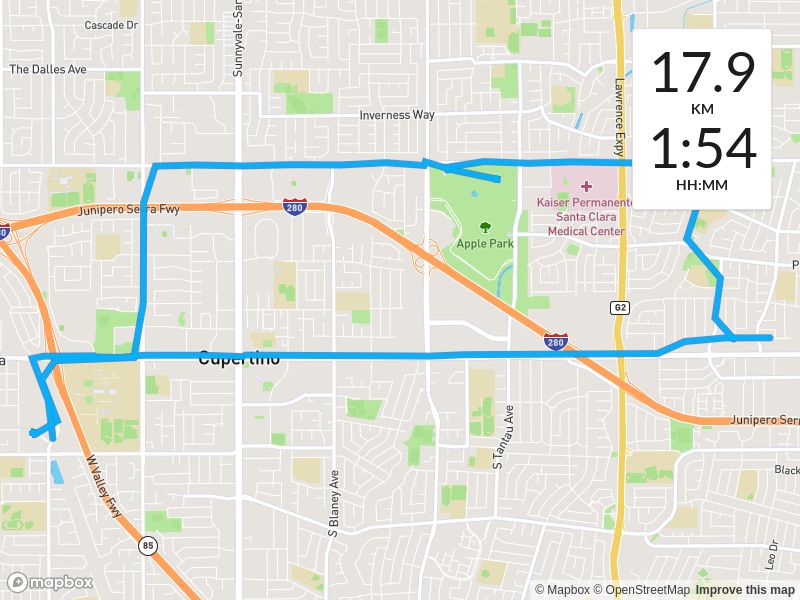 Cascade Dr
Sunnyvale-Sar
The Dalles Ave
Inverness Way
Lawrence Expy
17.9
KM
1:54
HH:MM
Kaiser Permanente
Santa Clara
Medical Center
Junipero Serra Fwy
280
280
Apple Park
G2
280
Cupertino
Junipero Serra
S Tantau Ave
S Blaney Ave
W Valley Fwy
Black
85
Leo Dr
mapbox
© Mapbox © OpenStreetMap Improve this map